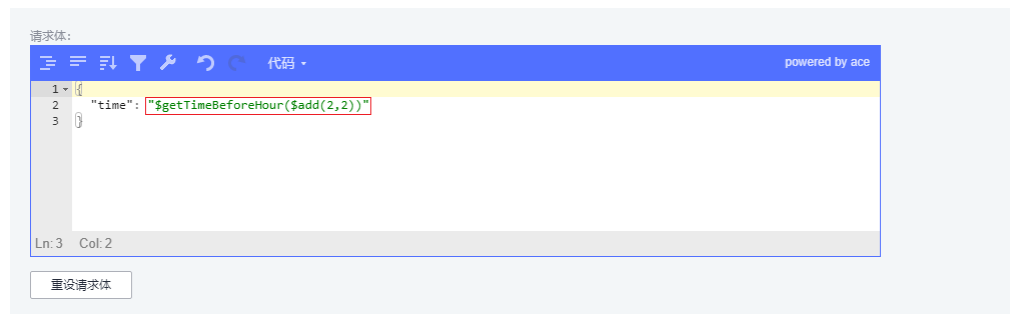 请求体:
代码 powered by ace
1 {
2 "time": "$getTimeBeforeHour($add(2,2))"
3 }
Ln: 3 Col: 2
重设请求体